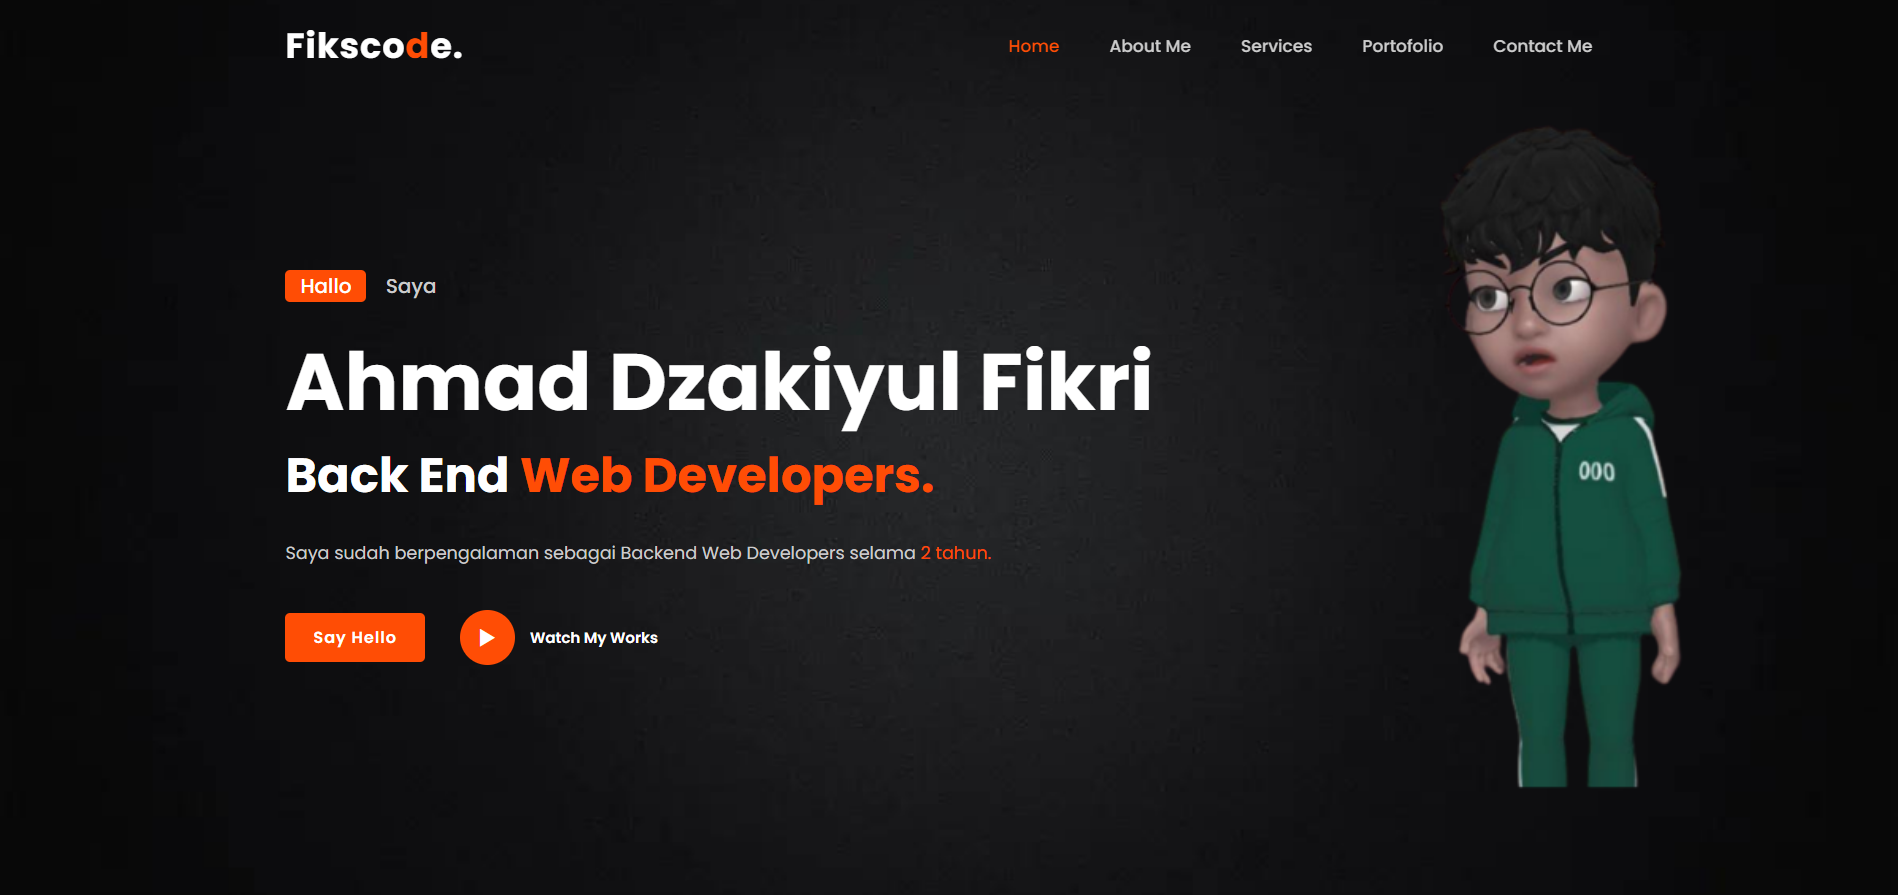 Fikscode.
Home About Me Services Portofolio Contact Me
Hallo Saya
Ahmad Dzakiyul Fikri
Back End Web Developers.
Saya sudah berpengalaman sebagai Backend Web Developers selama 2 tahun.
Say Hello Watch My Works
000